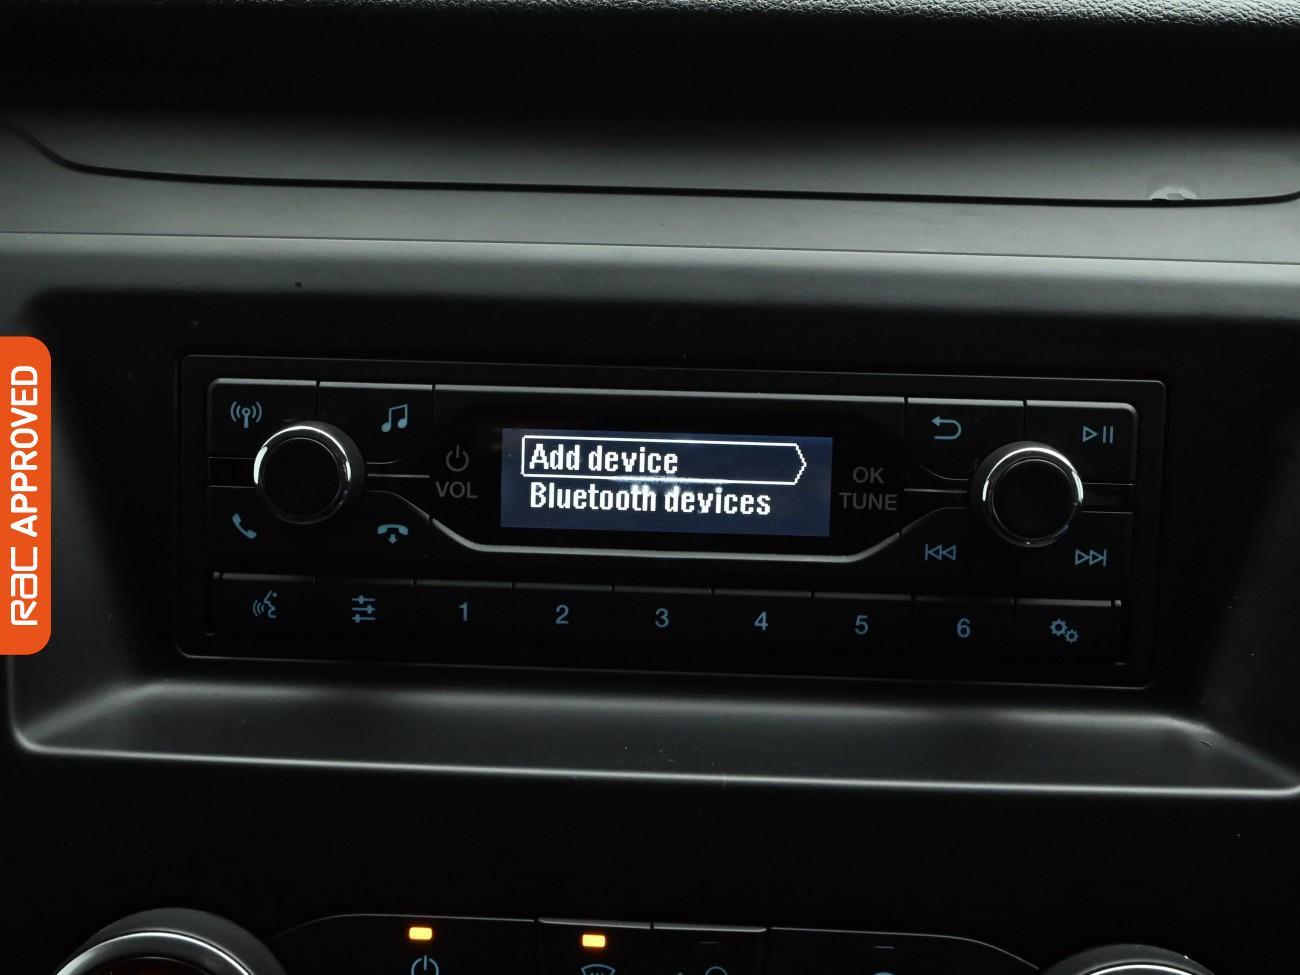 RAC APPROVED
Add device
Bluetooth devices
VOL
OK
TUNE
1 2 3 4 5 6